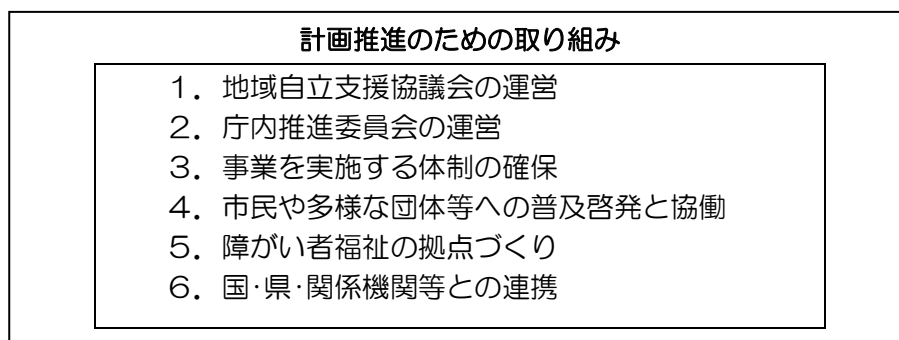 計画推進のための取り組み
１．地域自立支援協議会の運営
２．庁内推進委員会の運営
３．事業を実施する体制の確保
４．市民や多様な団体等への普及啓発と協働
５．障がい者福祉の拠点づくり
６．国･県･関係機関等との連携